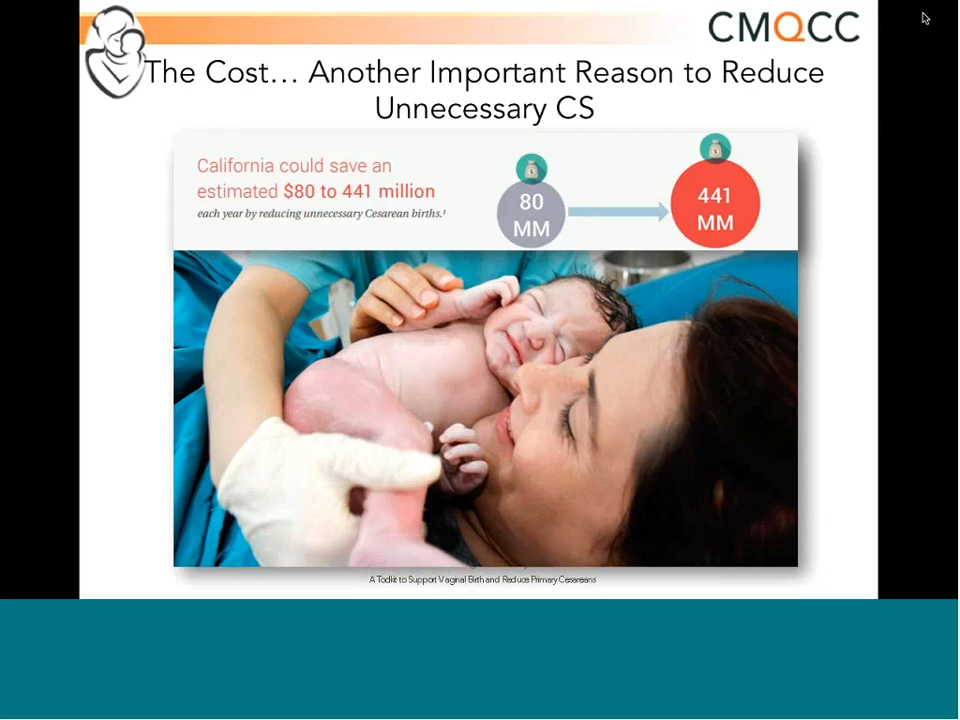 CMQCC
The Cost... Another Important Reason to Reduce
Unnecessary CS
California could save an
estimated $80 to 441 million
each year by reducing unnecessary Cesarean births.¹
80
MM
441
MM
A Toolkit to Support Vaginal Birth and Reduce Primary Cesareans